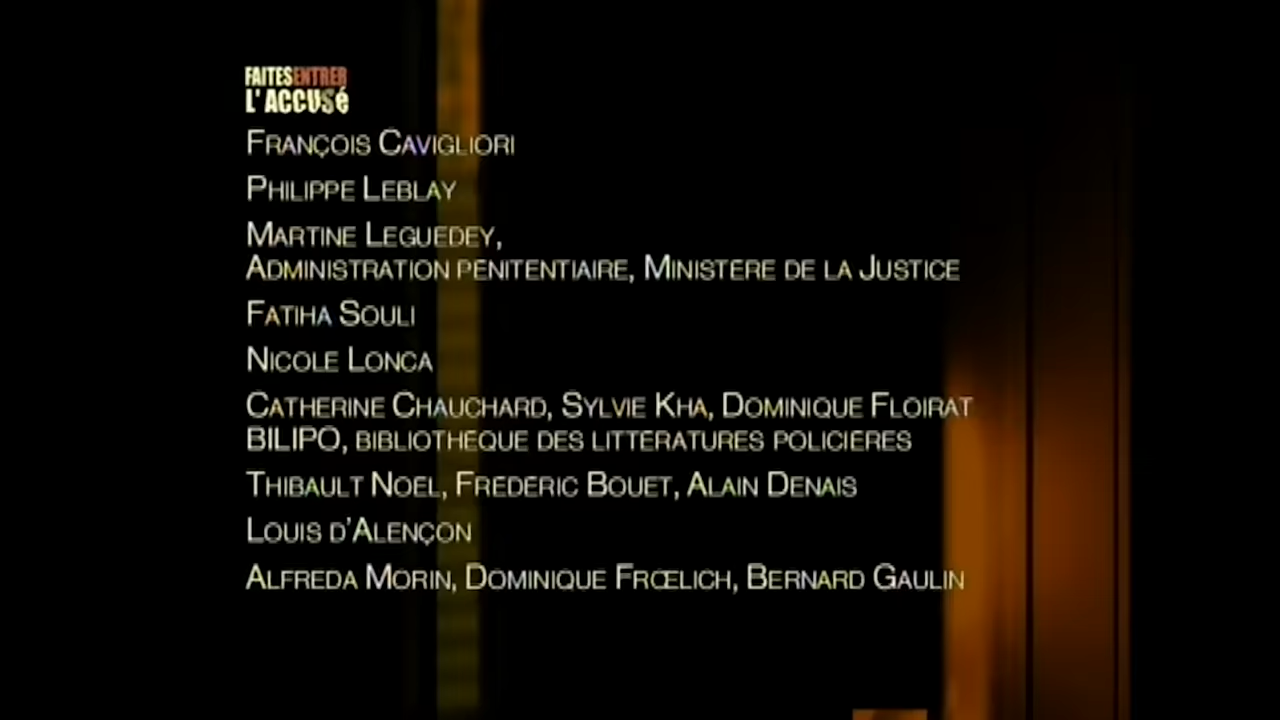 FAITES ENTRER
L'ACCUSé
FRANÇOIS CAVIGLIORI
PHILIPPE LEBLAY
MARTINE LEGUEDEY,
ADMINISTRATION PENITENTIAIRE, MINISTERE DE LA JUSTICE
FATIHA SOULI
NICOLE LONCA
CATHERINE CHAUCHARD, SYLVIE KHA, DOMINIQUE FLOIRAT
BILIPO, BIBLIOTHEQUE DES LITTERATURES POLICIERES
THIBAULT NOEL, FREDERIC BOUET, ALAIN DENAIS
LOUIS D'ALENÇON
ALFREDA MORIN, DOMINIQUE FRŒLICH, BERNARD GAULIN